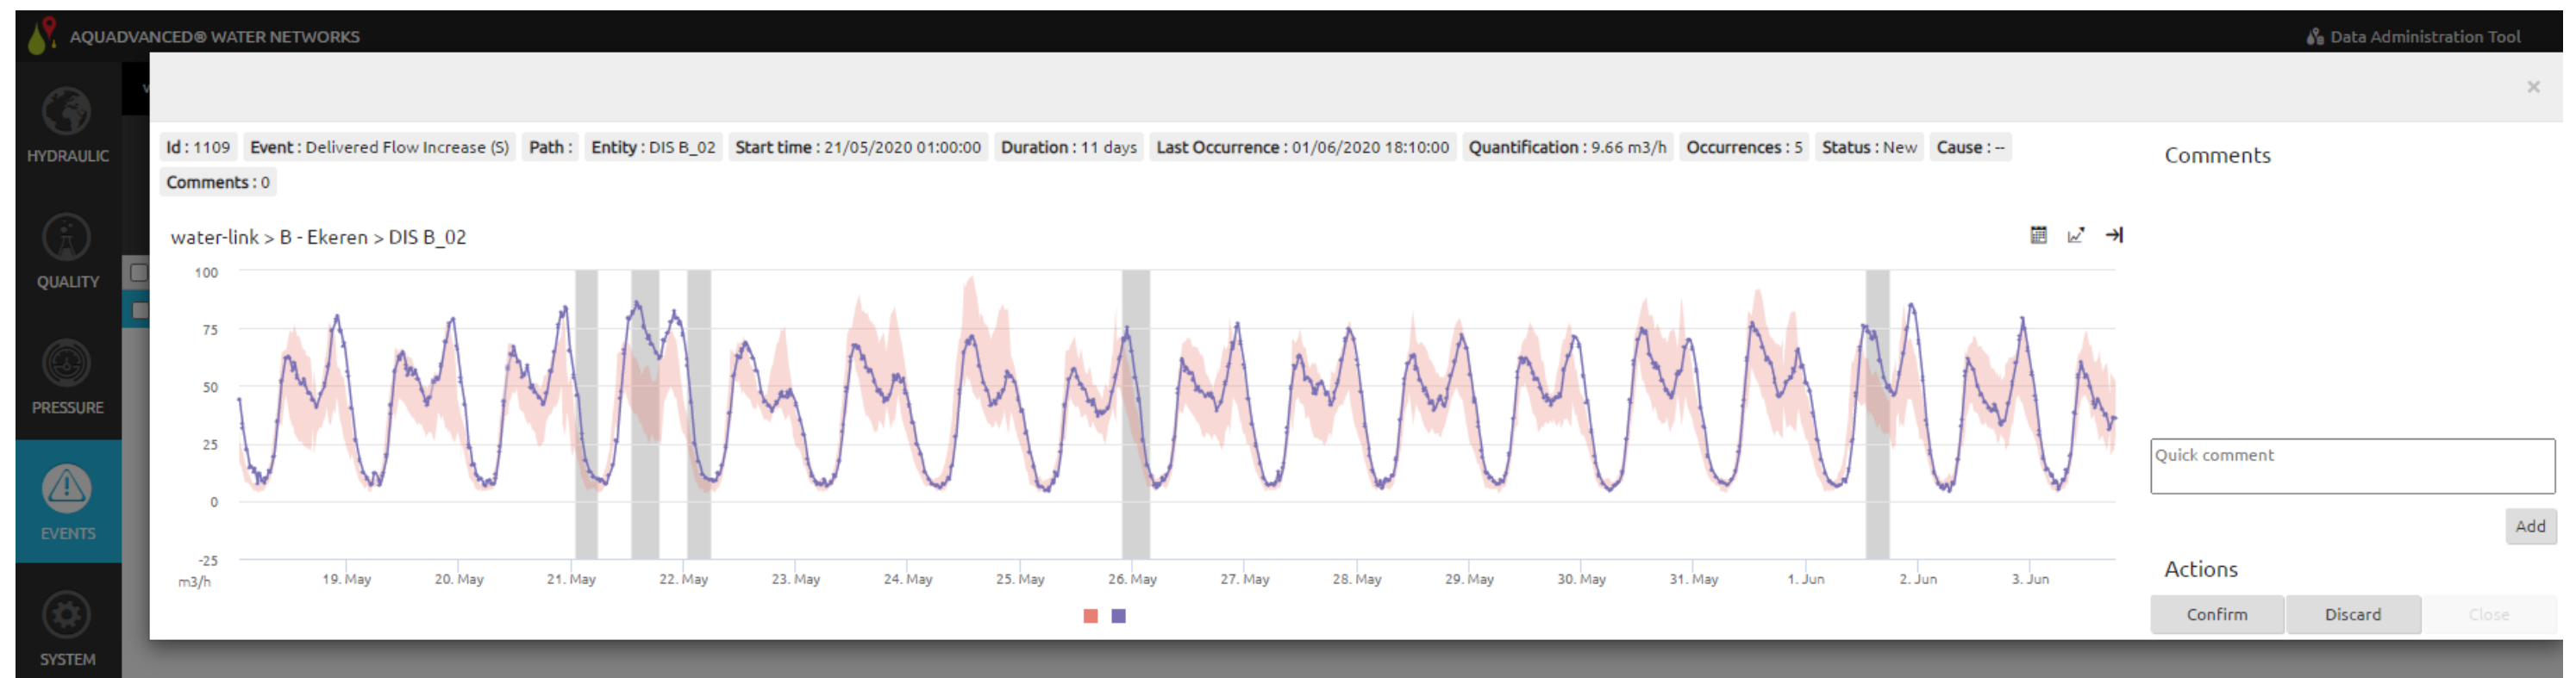 AQUADVANCED® WATER NETWORKS
Data Administration Tool
×
HYDRAULIC
QUALITY
PRESSURE
EVENTS
SYSTEM
Id : 1109 Event : Delivered Flow Increase (S) Path : Entity : DIS B_02 Start time : 21/05/2020 01:00:00 Duration : 11 days Last Occurrence : 01/06/2020 18:10:00 Quantification : 9.66 m3/h Occurrences : 5 Status : New Cause : --
Comments : 0
water-link > B - Ekeren > DIS B_02
100
75
50
25
0
-25
m3/h
19. May 20. May 21. May 22. May 23. May 24. May 25. May 26. May 27. May 28. May 29. May 30. May 31. May 1. Jun 2. Jun 3. Jun
Comments
Quick comment
Add
Actions
Confirm Discard Close